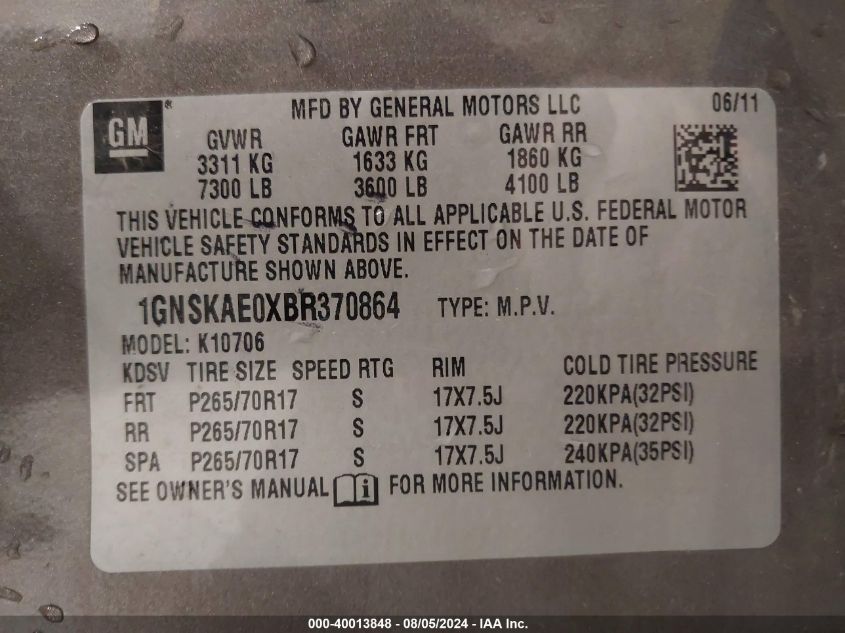 GM® MFD BY GENERAL MOTORS LLC 06/11
GVWR GAWR FRT GAWR RR
3311 KG 1633 KG 1860 KG
7300 LB 3600 LB 4100 LB
THIS VEHICLE CONFORMS TO ALL APPLICABLE U.S. FEDERAL MOTOR
VEHICLE SAFETY STANDARDS IN EFFECT ON THE DATE OF
MANUFACTURE SHOWN ABOVE.
1GNSKAE0XBR370864 TYPE: M.P.V.
MODEL: K10706
KDSV TIRE SIZE SPEED RTG RIM COLD TIRE PRESSURE
FRT P265/70R17 S 17X7.5J 220KPA(32PSI)
RR P265/70R17 S 17X7.5J 220KPA(32PSI)
SPA P265/70R17 S 17X7.5J 240KPA(35PSI)
SEE OWNER'S MANUAL i FOR MORE INFORMATION.
000-40013848 - 08/05/2024 - IAA Inc.